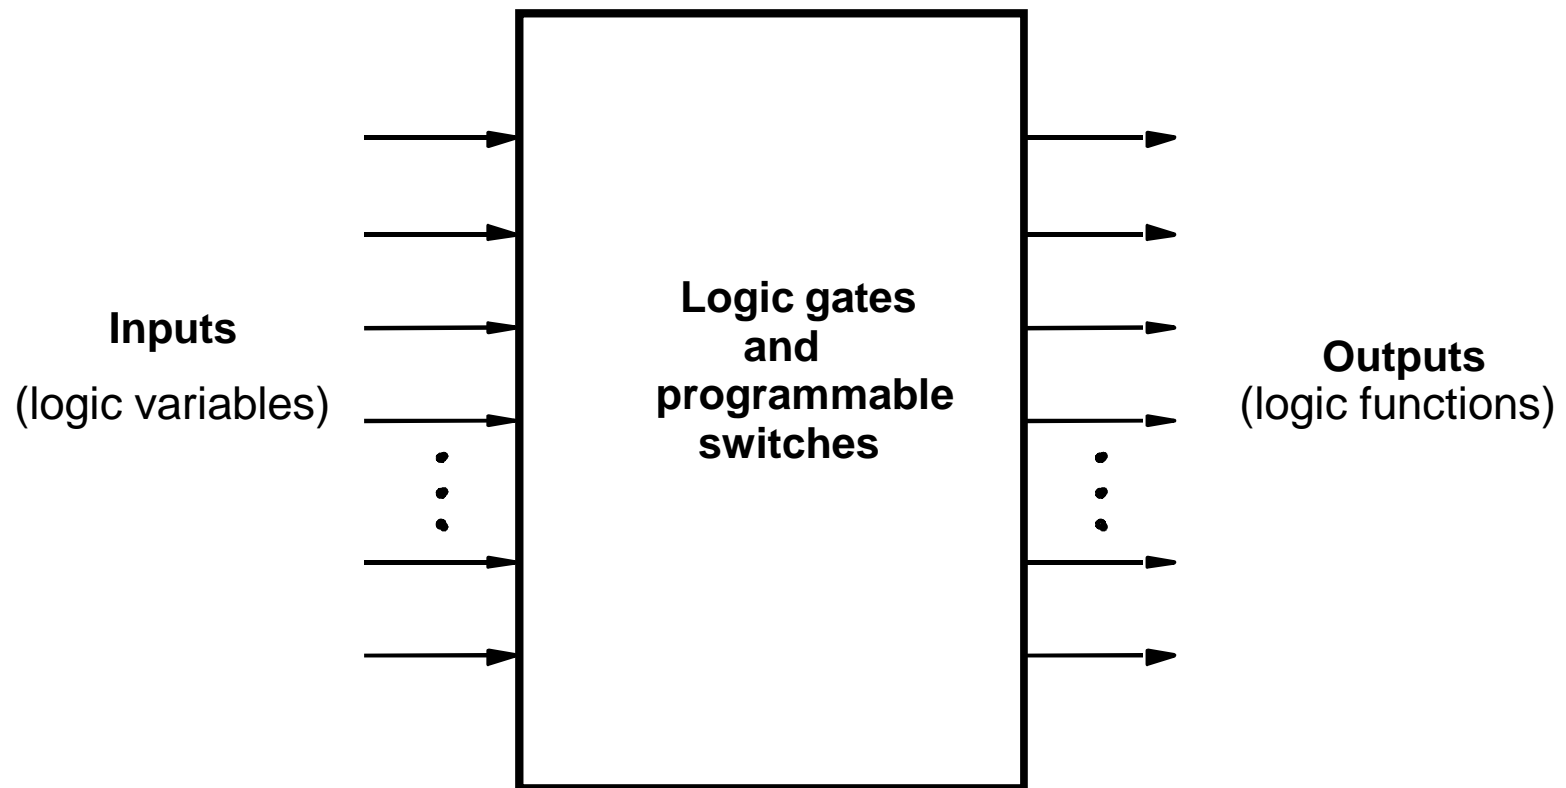 Inputs
(logic variables)
Logic gates
and
programmable
switches
Outputs
(logic functions)